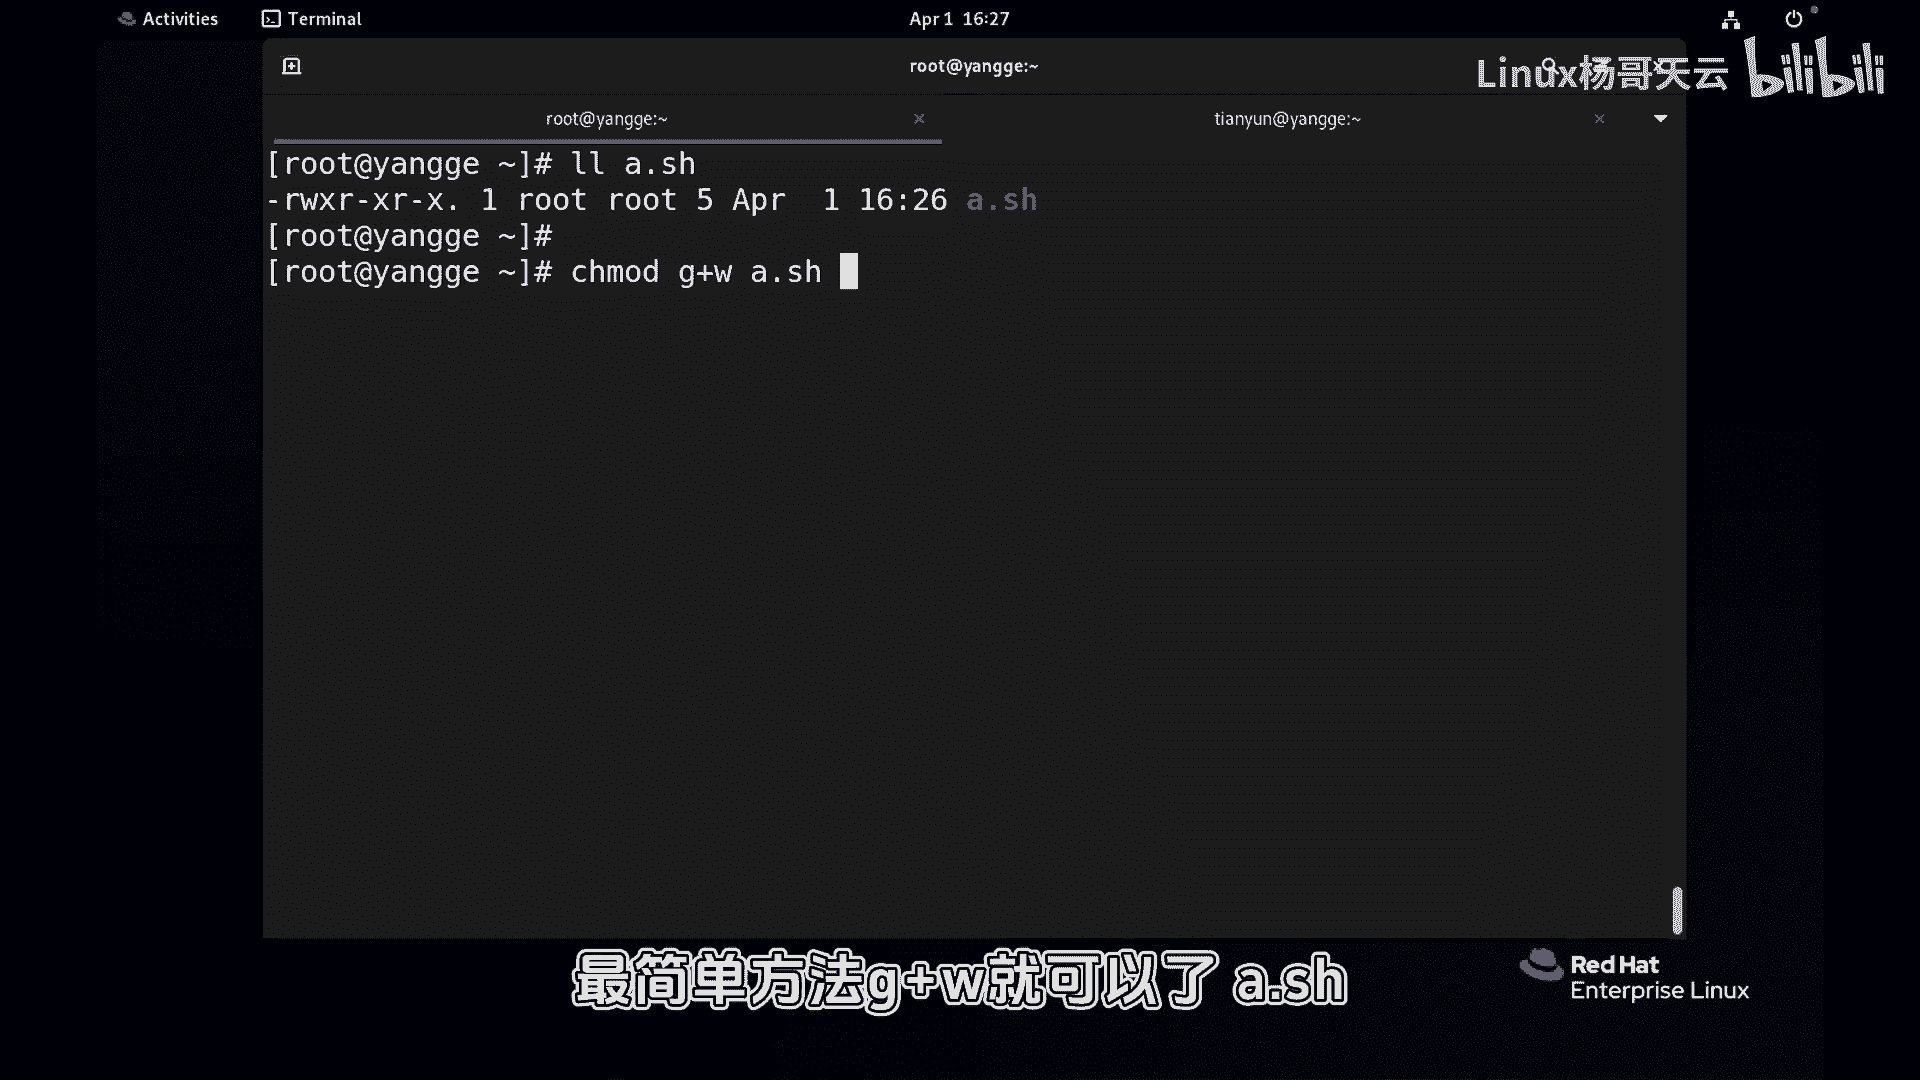 Activities Terminal Apr 1 16:27
root@yangge:~
Linux杨哥天云 bilibili
root@yangge:~ × tianyun@yangge:~ ×
[root@yangge ~]# ll a.sh
-rwxr-xr-x. 1 root root 5 Apr  1 16:26 a.sh
[root@yangge ~]#
[root@yangge ~]# chmod g+w a.sh
最简单方法g+w就可以了 a.sh
Red Hat
Enterprise Linux